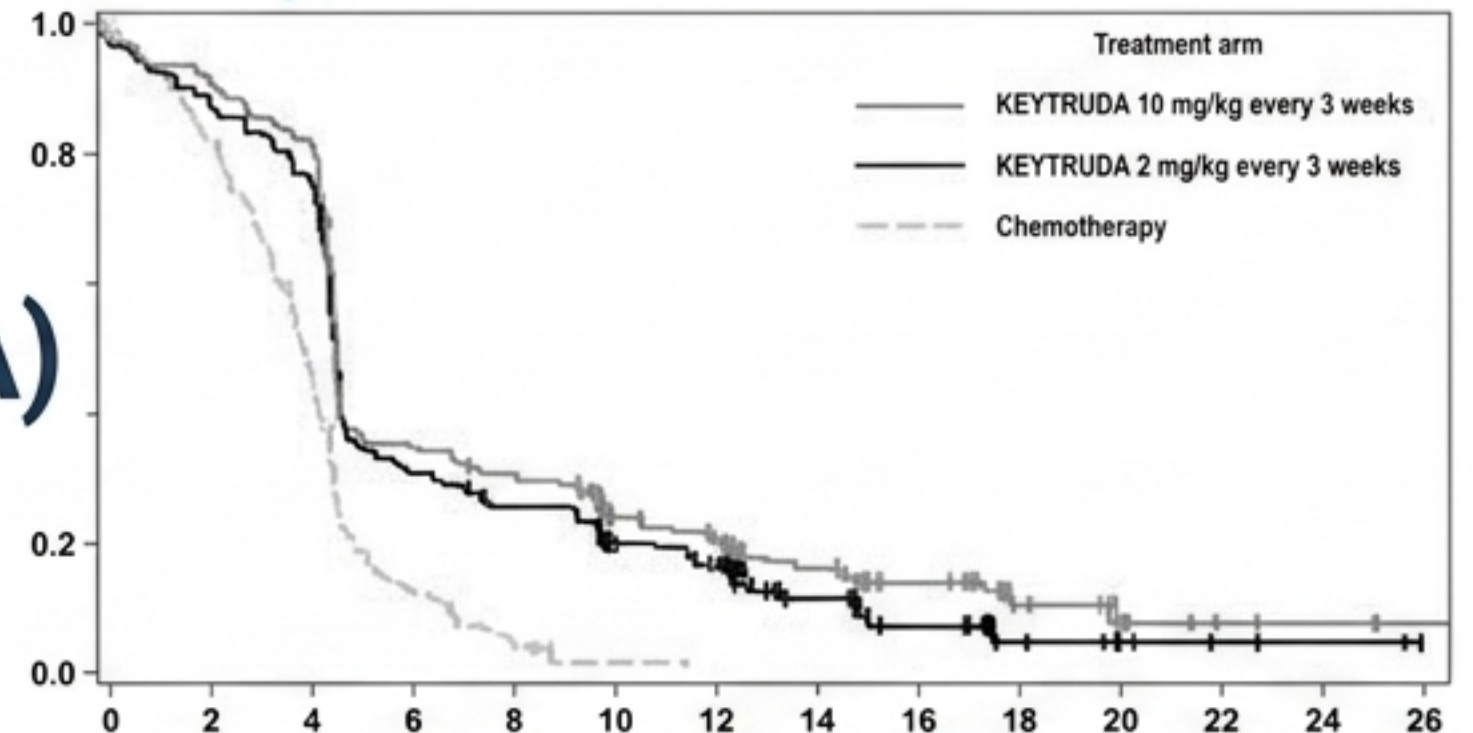 1.0
0.8
0.2
0.0
A)
Treatment arm
KEYTRUDA 10 mg/kg every 3 weeks
KEYTRUDA 2 mg/kg every 3 weeks
Chemotherapy
0 2 4 6 8 10 12 14 16 18 20 22 24 26